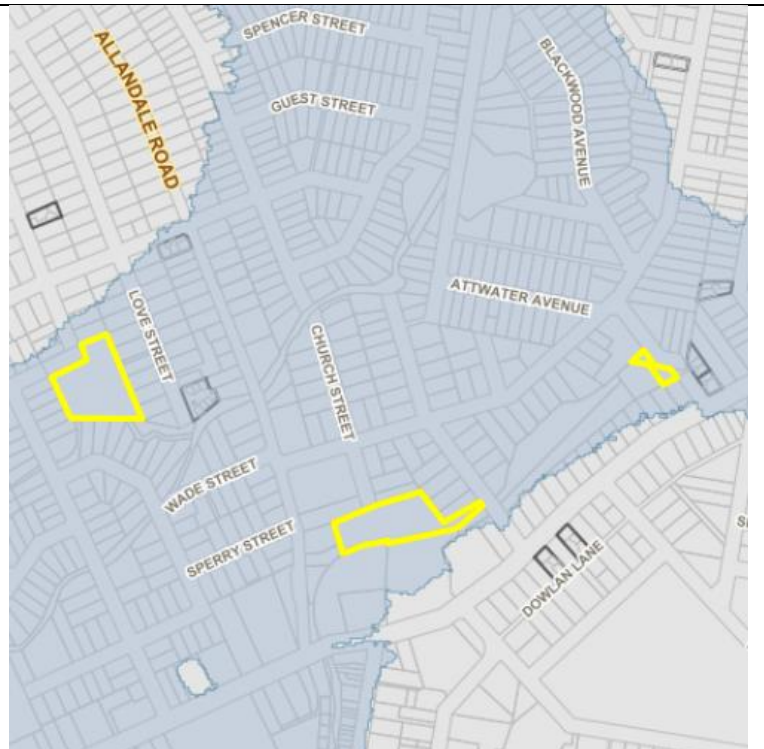 SPENCER STREET
ALLANDALE ROAD
GUEST STREET
BLACKWOOD AVENUE
ATTWATER AVENUE
LOVE STREET
CHURCH STREET
WADE STREET
SPERRY STREET
DOWLAN LANE